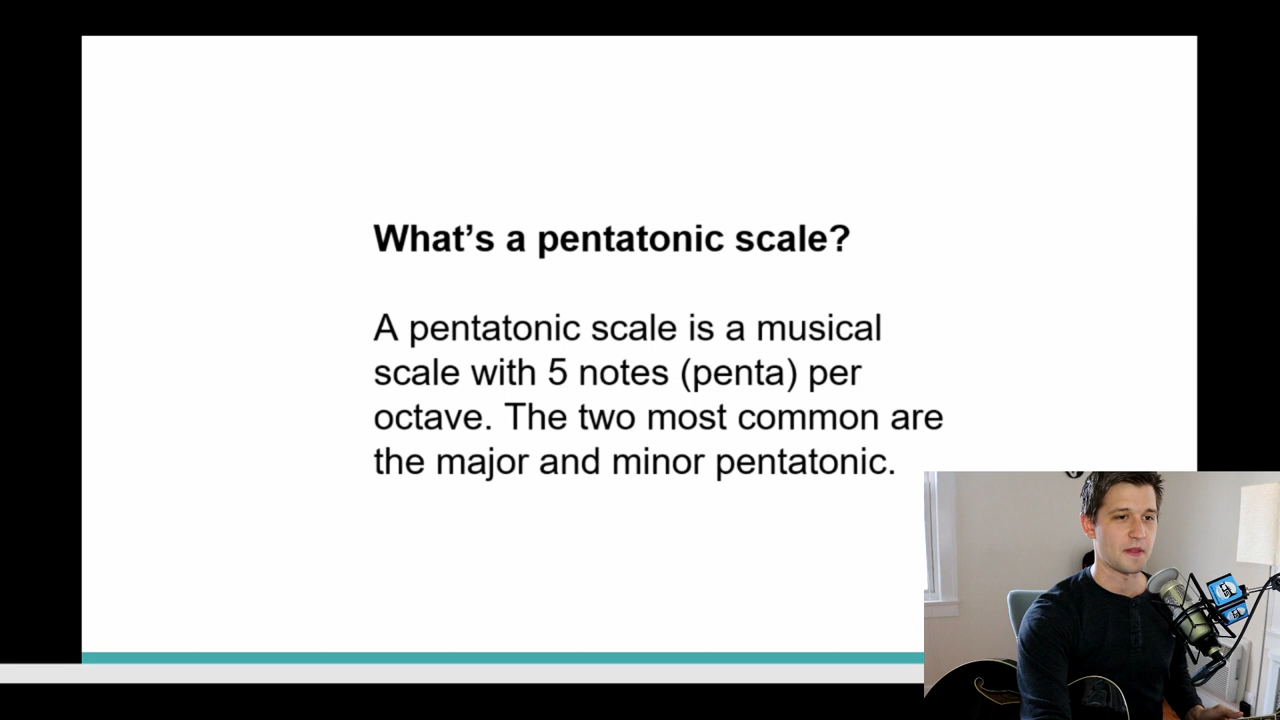 What’s a pentatonic scale?
A pentatonic scale is a musical
scale with 5 notes (penta) per
octave. The two most common are
the major and minor pentatonic.